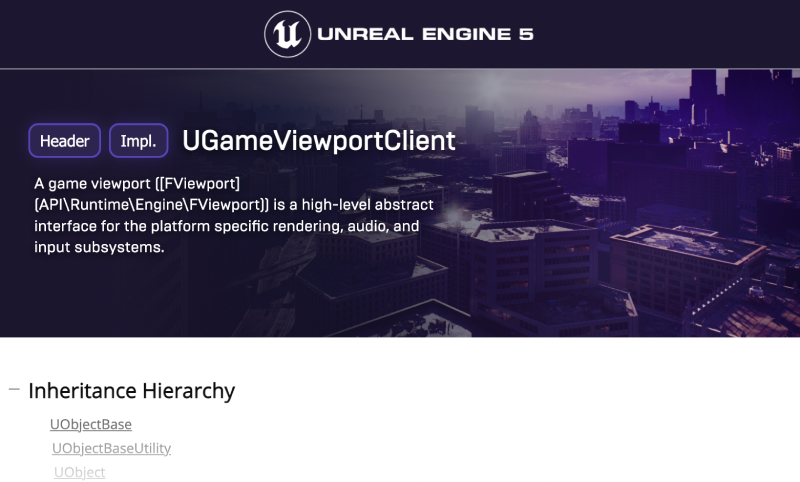 UNREAL ENGINE 5
Header Impl. UGameViewportClient
A game viewport ([FViewport]
(API\Runtime\Engine\FViewport)) is a high-level abstract
interface for the platform specific rendering, audio, and
input subsystems.
Inheritance Hierarchy
UObjectBase
UObjectBaseUtility
UObject